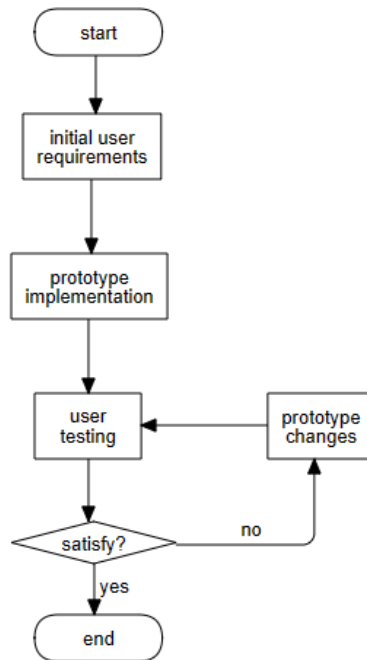 start
initial user
requirements
prototype
implementation
user
testing
prototype
changes
satisfy?
no
yes
end